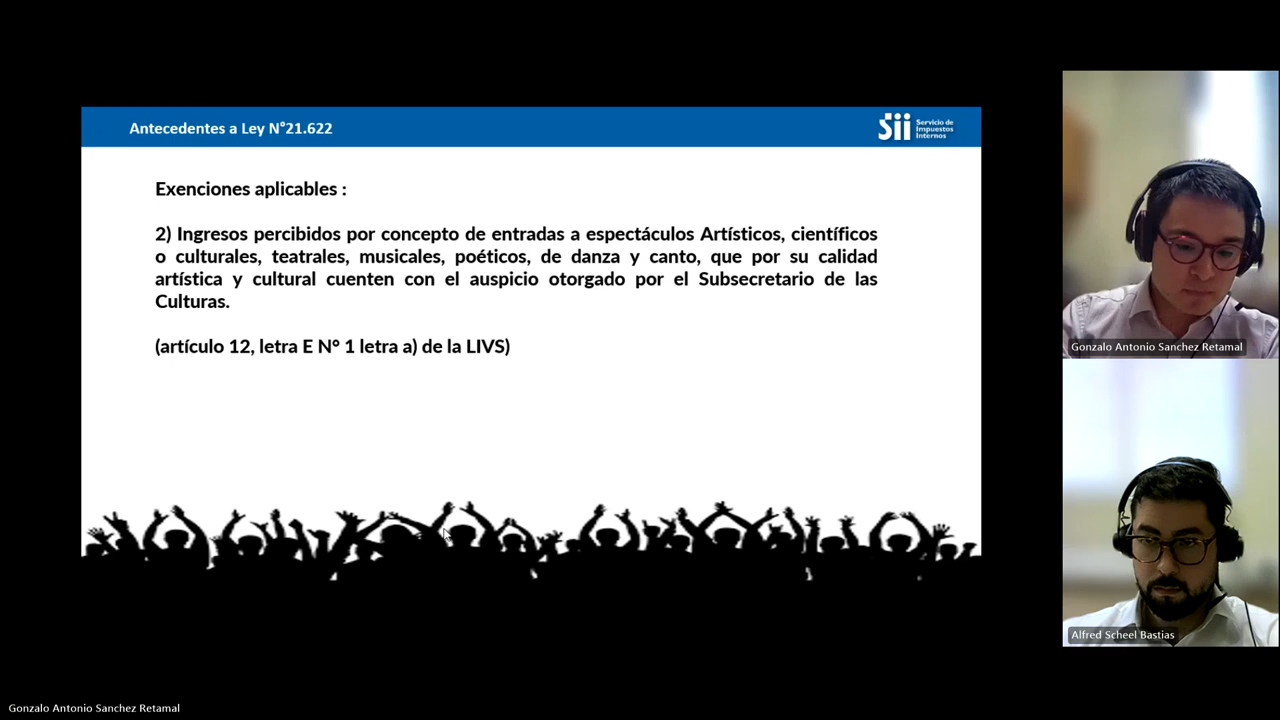 Antecedentes a Ley N°21.622
Sii Servicio de
Impuestos
Internos
Exenciones aplicables :
2) Ingresos percibidos por concepto de entradas a espectáculos Artísticos, científicos
o culturales, teatrales, musicales, poéticos, de danza y canto, que por su calidad
artística y cultural cuenten con el auspicio otorgado por el Subsecretario de las
Culturas.
(artículo 12, letra E N° 1 letra a) de la LIVS)
Gonzalo Antonio Sanchez Retamal
Alfred Scheel Bastias
Gonzalo Antonio Sanchez Retamal